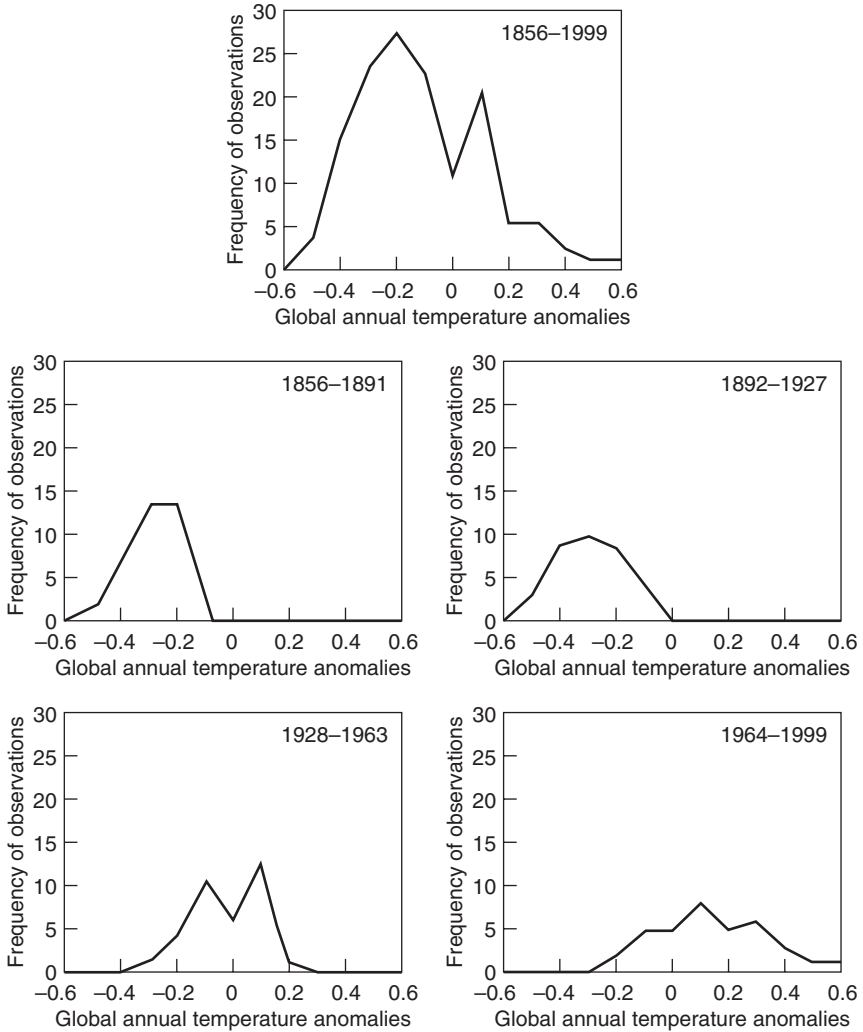 1856–1999
Frequency of observations
30
25
20
15
10
5
0
–0.6 –0.4 –0.2 0 0.2 0.4 0.6
Global annual temperature anomalies
1856–1891
Frequency of observations
30
25
20
15
10
5
0
–0.6 –0.4 –0.2 0 0.2 0.4 0.6
Global annual temperature anomalies
1892–1927
Frequency of observations
30
25
20
15
10
5
0
–0.6 –0.4 –0.2 0 0.2 0.4 0.6
Global annual temperature anomalies
1928–1963
Frequency of observations
30
25
20
15
10
5
0
–0.6 –0.4 –0.2 0 0.2 0.4 0.6
Global annual temperature anomalies
1964–1999
Frequency of observations
30
25
20
15
10
5
0
–0.6 –0.4 –0.2 0 0.2 0.4 0.6
Global annual temperature anomalies